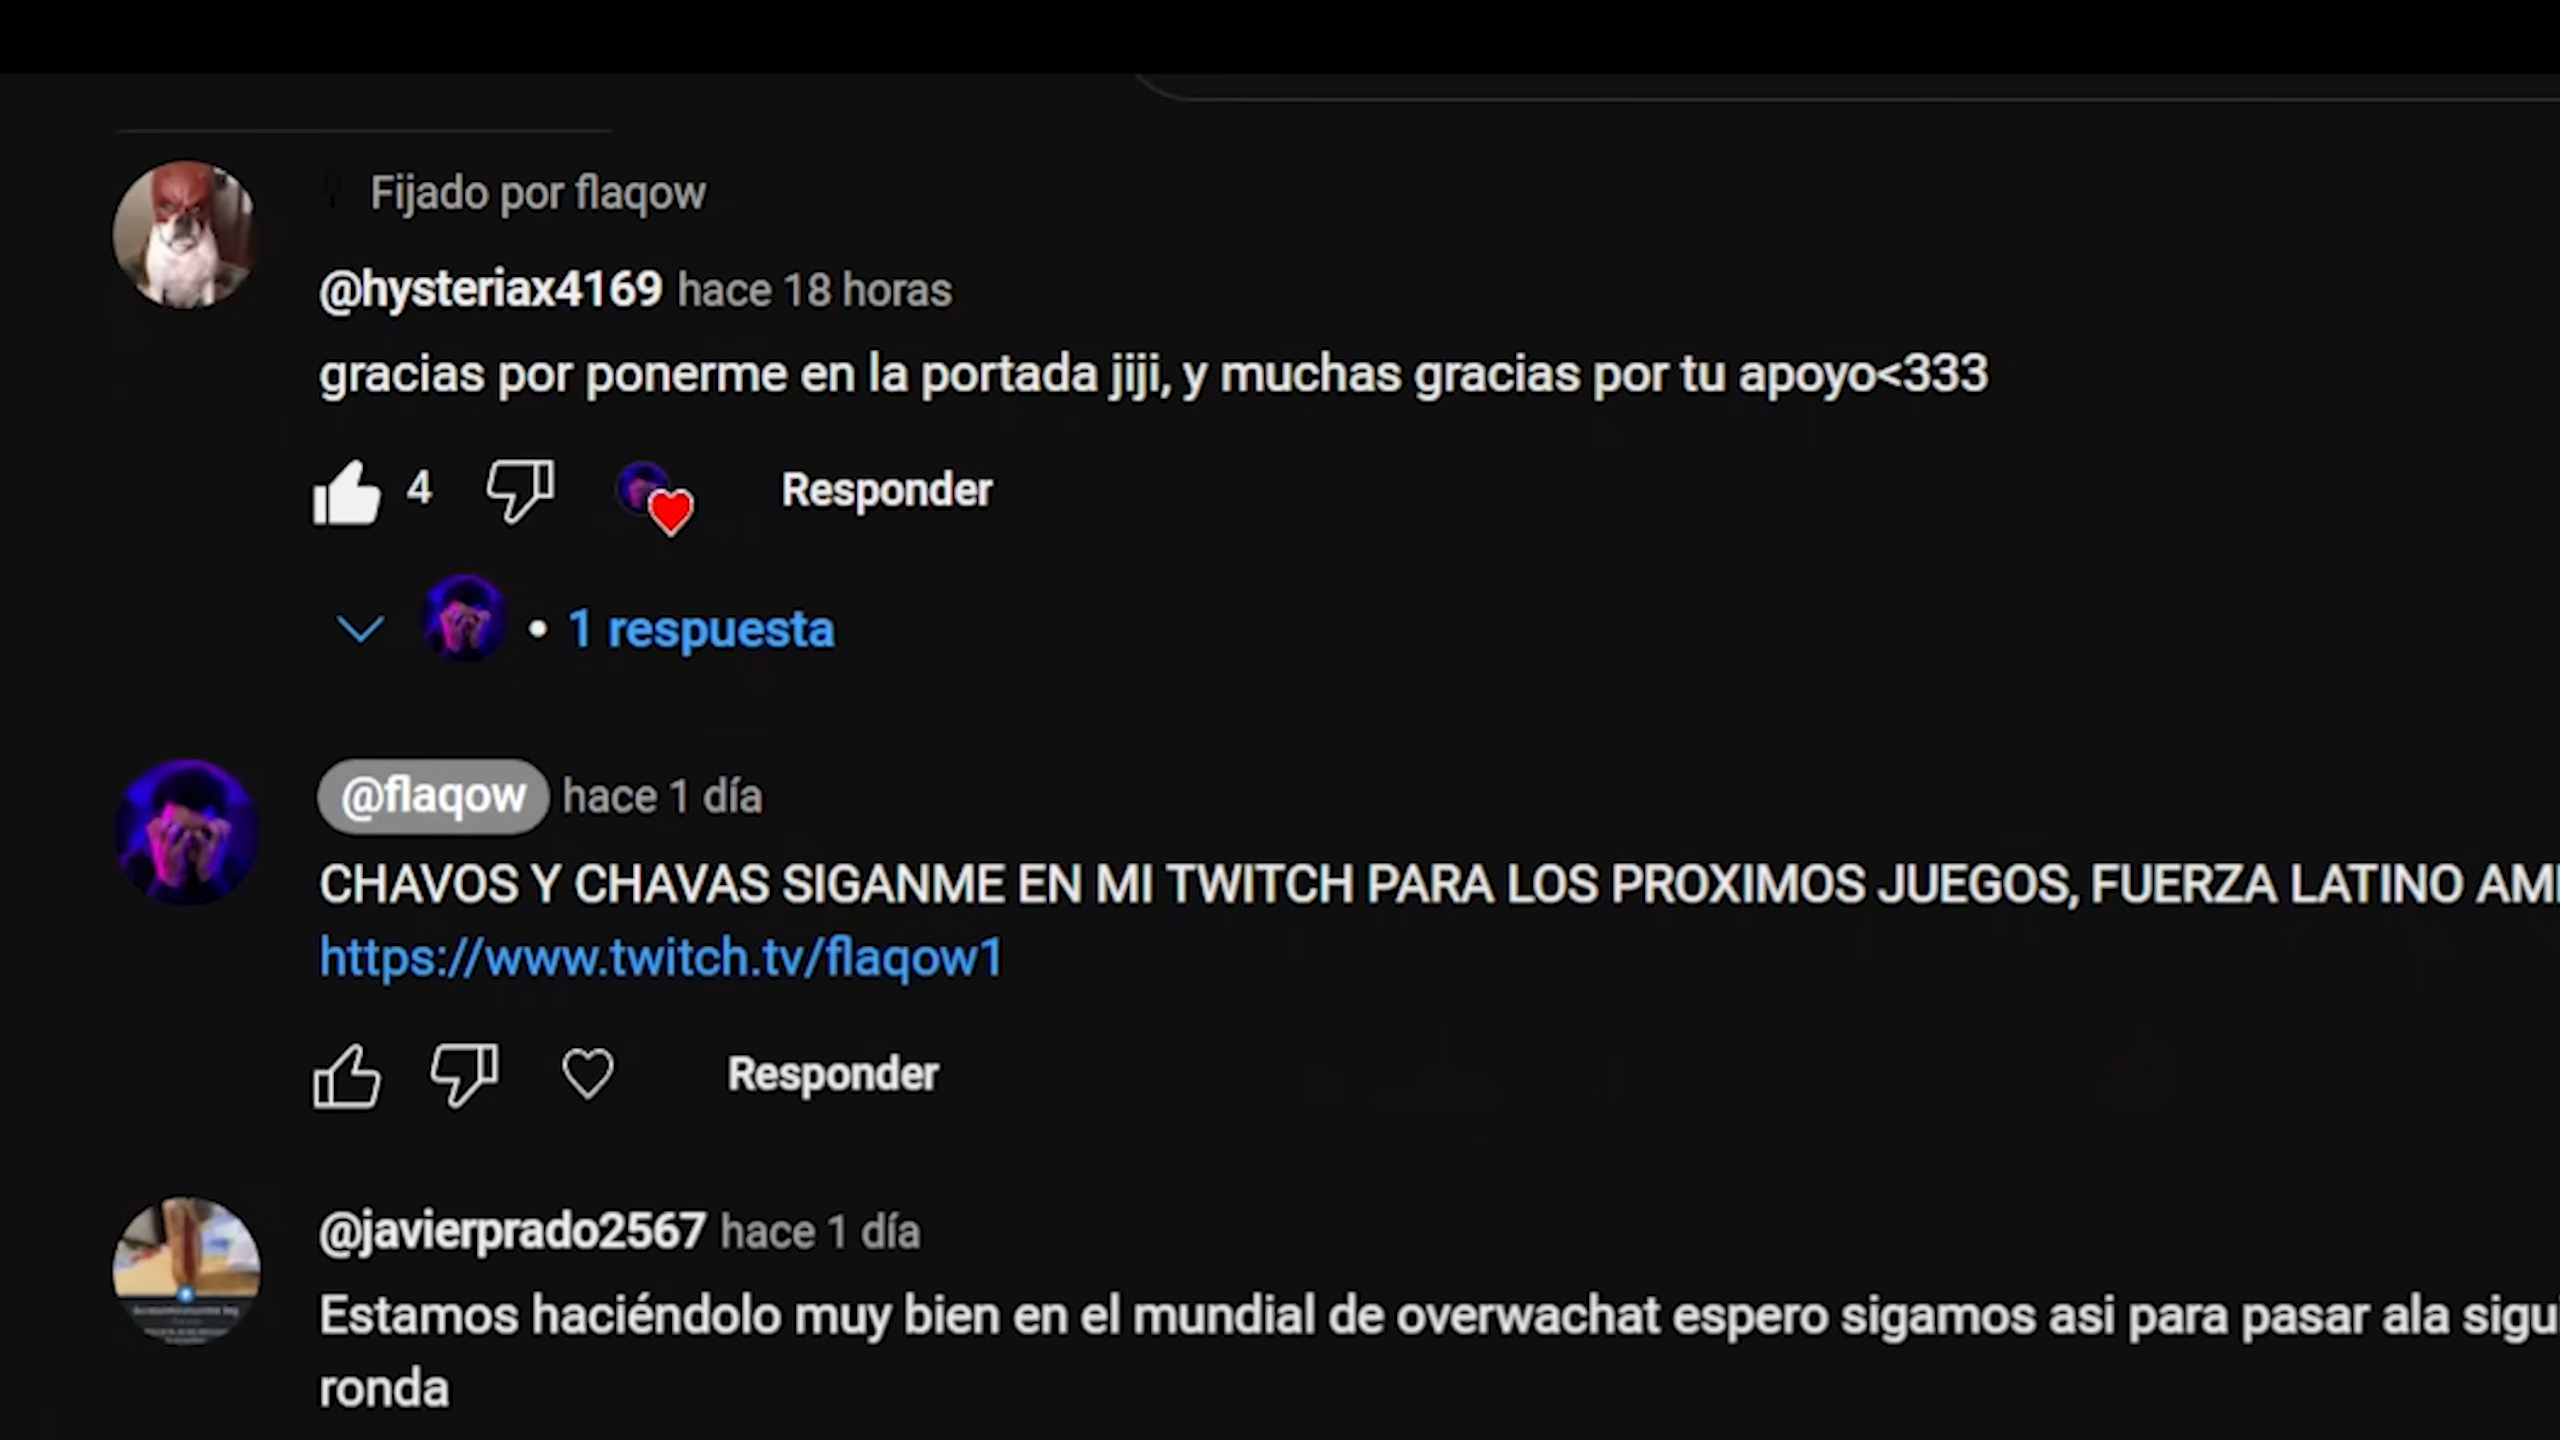 Fijado por flaqow
@hysteriax4169 hace 18 horas
gracias por ponerme en la portada jiji, y muchas gracias por tu apoyo<333
4 Responder
• 1 respuesta
@flaqow hace 1 día
CHAVOS Y CHAVAS SIGANME EN MI TWITCH PARA LOS PROXIMOS JUEGOS, FUERZA LATINO AM
https://www.twitch.tv/flaqow1
Responder
@javierprado2567 hace 1 día
Estamos haciéndolo muy bien en el mundial de overwachat espero sigamos asi para pasar ala sigui
ronda